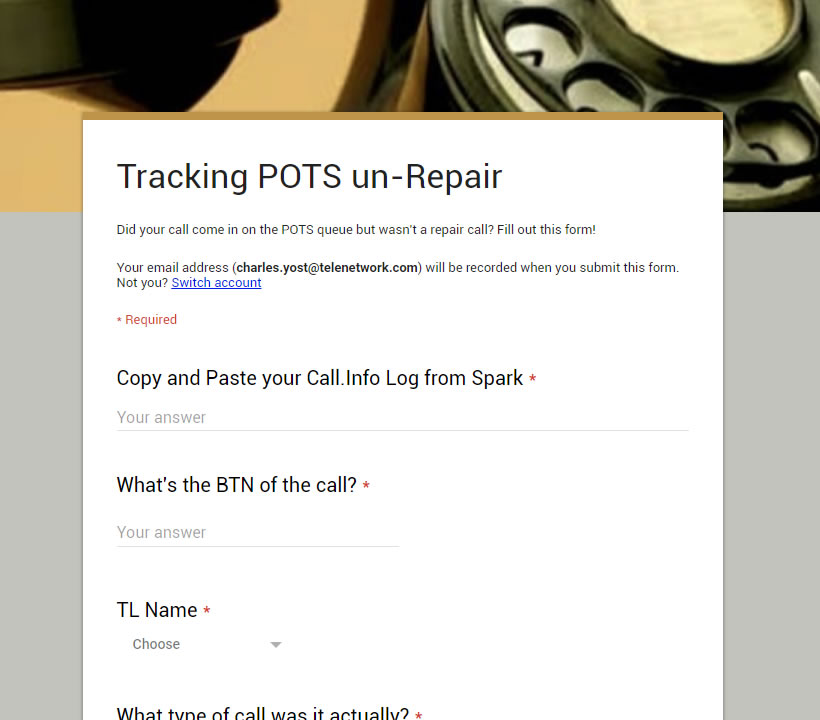 Tracking POTS un-Repair
Did your call come in on the POTS queue but wasn't a repair call? Fill out this form!
Your email address (charles.yost@telenetwork.com) will be recorded when you submit this form.
Not you? Switch account
* Required
Copy and Paste your Call.Info Log from Spark *
Your answer
What's the BTN of the call? *
Your answer
TL Name *
Choose
What type of call was it actually? *